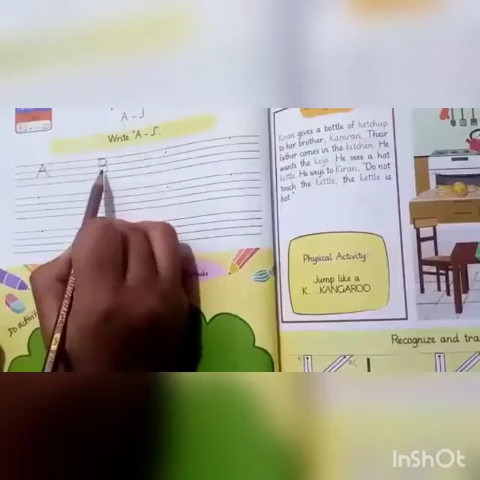 A - J
Write "A - J".
A B
Do activit
Kiran gives a bottle of ketchup
to her brother, Kamran. Their
father comes in the kitchen. He
wants the keys. He sees a hot
kettle. He says to Kiran, "Do not
touch the kettle, the kettle is
hot."
Physical Activity:
Jump like a
K....KANGAROO
Recognize and tra
InShOt